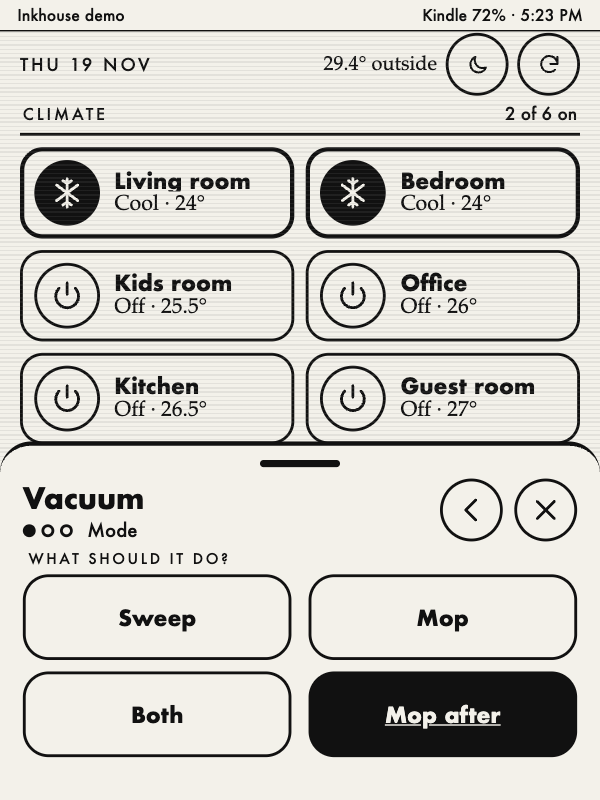 Inkhouse demo
Kindle 72% · 5:23 PM
THU 19 NOV
29.4° outside
CLIMATE
2 of 6 on
Living room
Cool · 24°
Bedroom
Cool · 24°
Kids room
Off · 25.5°
Office
Off · 26°
Kitchen
Off · 26.5°
Guest room
Off · 27°
Vacuum
Mode
WHAT SHOULD IT DO?
Sweep
Mop
Both
Mop after